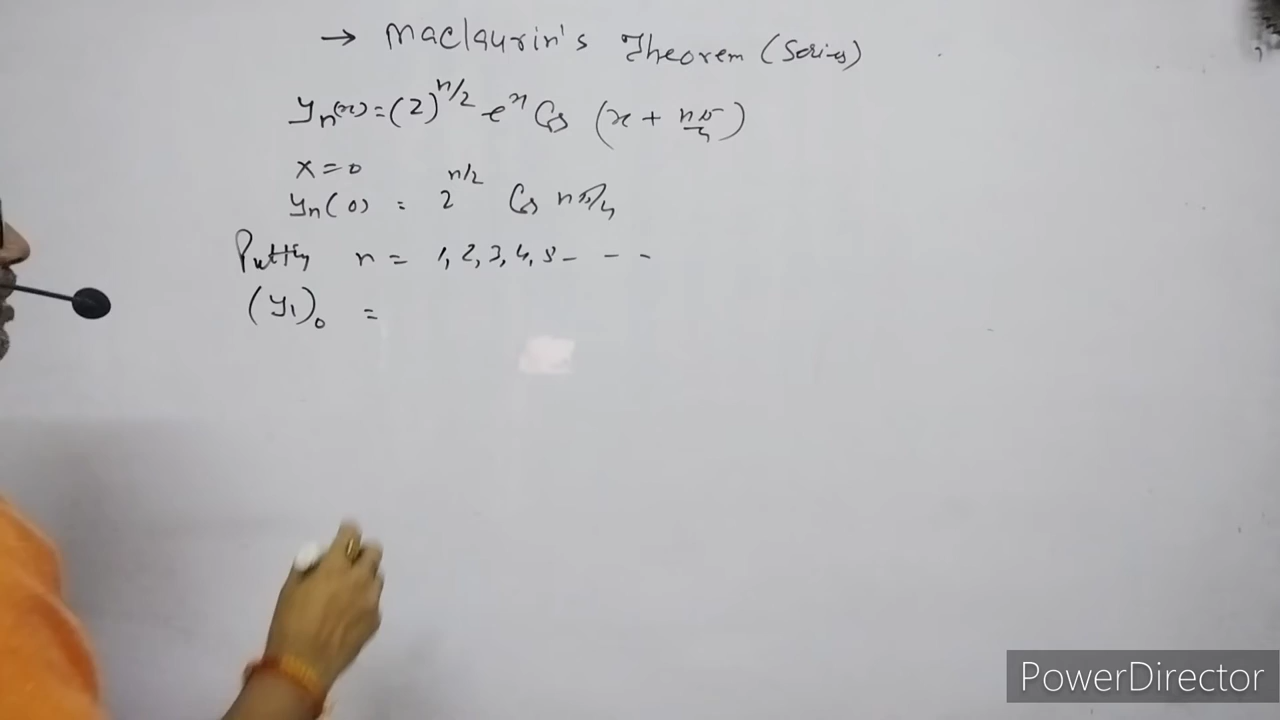 → Maclaurin's Theorem (Series)
yn(x) = (2)^n/2 e^x Cos (x + nπ/4)
x = 0
yn(0) = 2^n/2 Cos nπ/4
Putting n = 1, 2, 3, 4, 5 - - -
(y1)0 =
PowerDirector